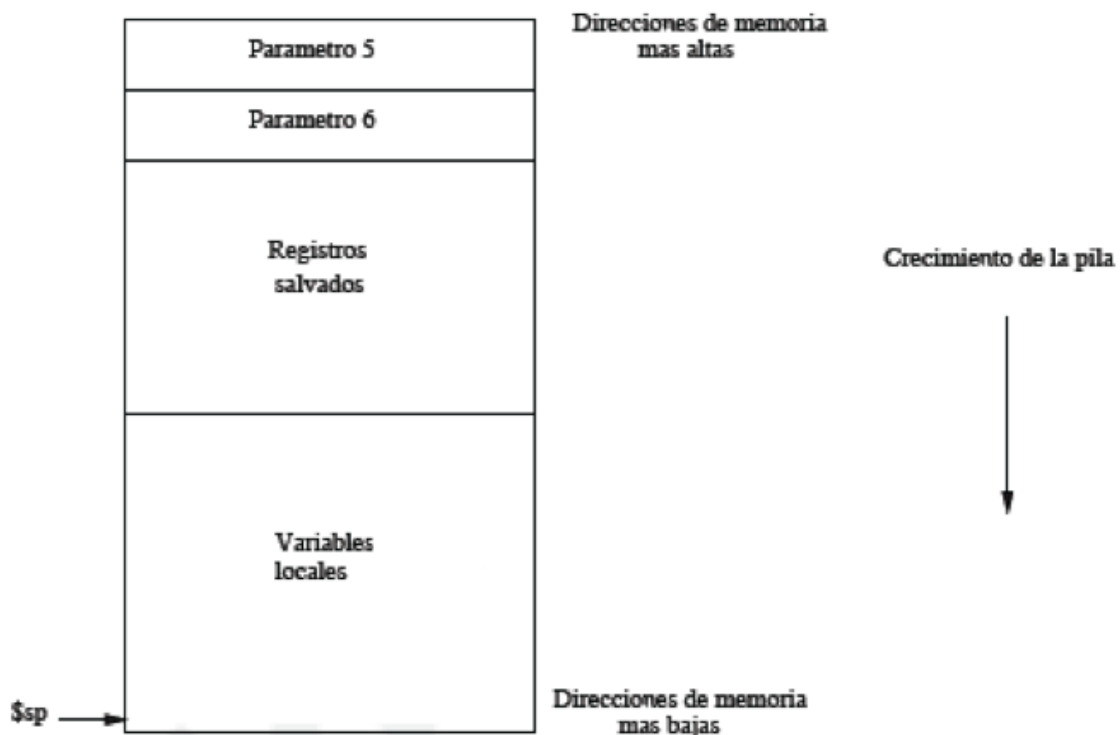 Direcciones de memoria
mas altas
Parametro 5
Parametro 6
Registros
salvados
Crecimiento de la pila
Variables
locales
$sp
Direcciones de memoria
mas bajas